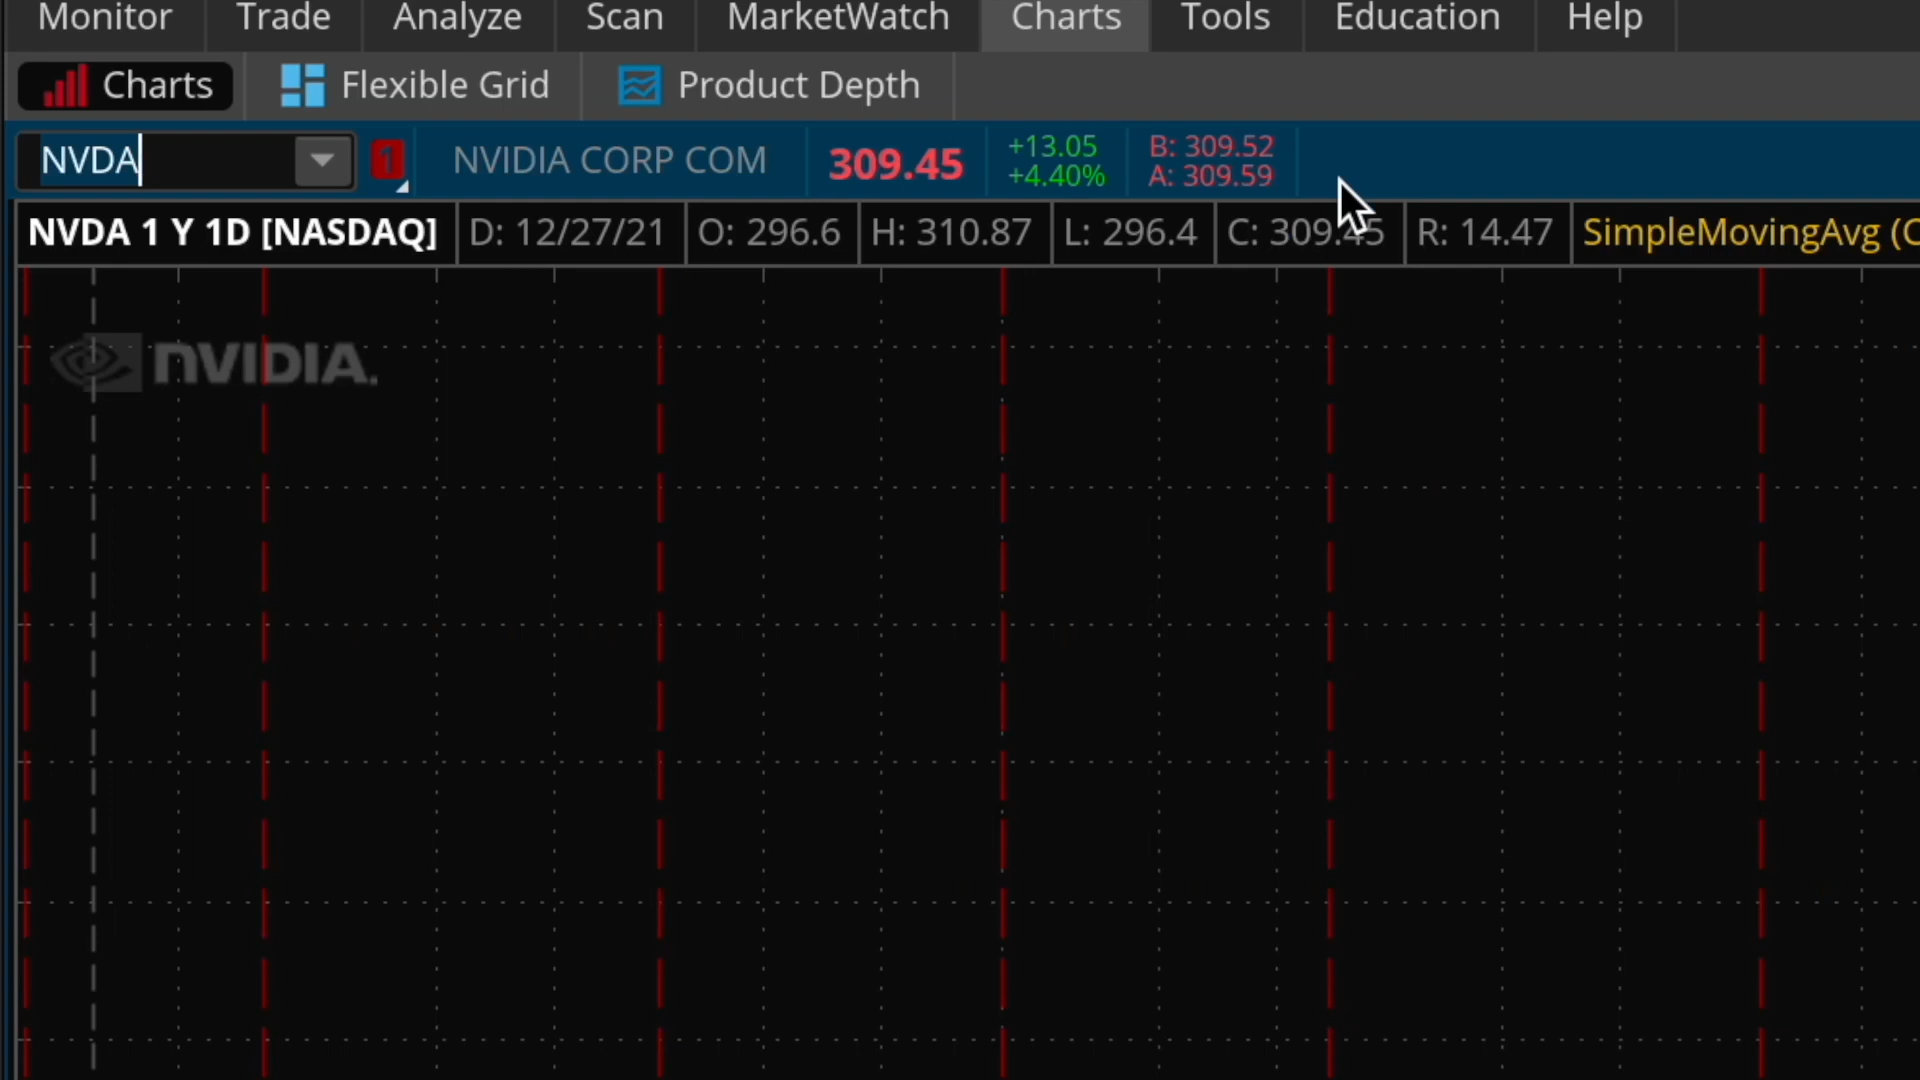 Monitor Trade Analyze Scan MarketWatch Charts Tools Education Help
Charts Flexible Grid Product Depth
NVDA 1 NVIDIA CORP COM 309.45 +13.05 B: 309.52
+4.40% A: 309.59
NVDA 1 Y 1D [NASDAQ] D: 12/27/21 O: 296.6 H: 310.87 L: 296.4 C: 309.45 R: 14.47 SimpleMovingAvg (C
nVIDIA.